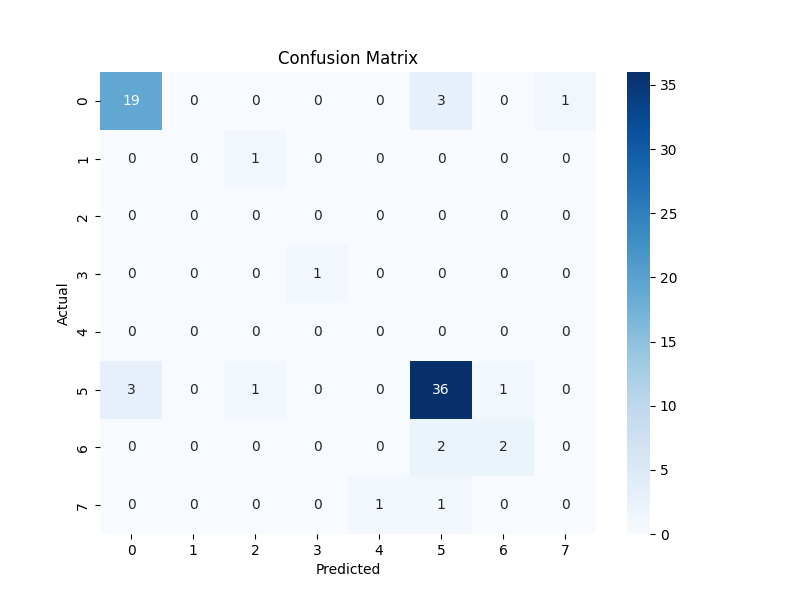 Confusion Matrix
0 19 0 0 0 0 3 0 1
1 0 0 1 0 0 0 0 0
2 0 0 0 0 0 0 0 0
3 0 0 0 1 0 0 0 0
4 0 0 0 0 0 0 0 0
5 3 0 1 0 0 36 1 0
6 0 0 0 0 0 2 2 0
7 0 0 0 0 1 1 0 0
0 1 2 3 4 5 6 7
Predicted
Actual
35
30
25
20
15
10
5
0